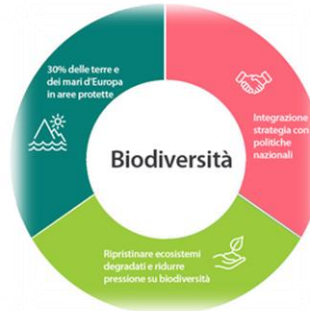 30% delle terre e
dei mari d'Europa
in aree protette
Integrazione
strategia con
politiche
nazionali
Biodiversità
Ripristinare ecosistemi
degradati e ridurre
pressione su biodiversità